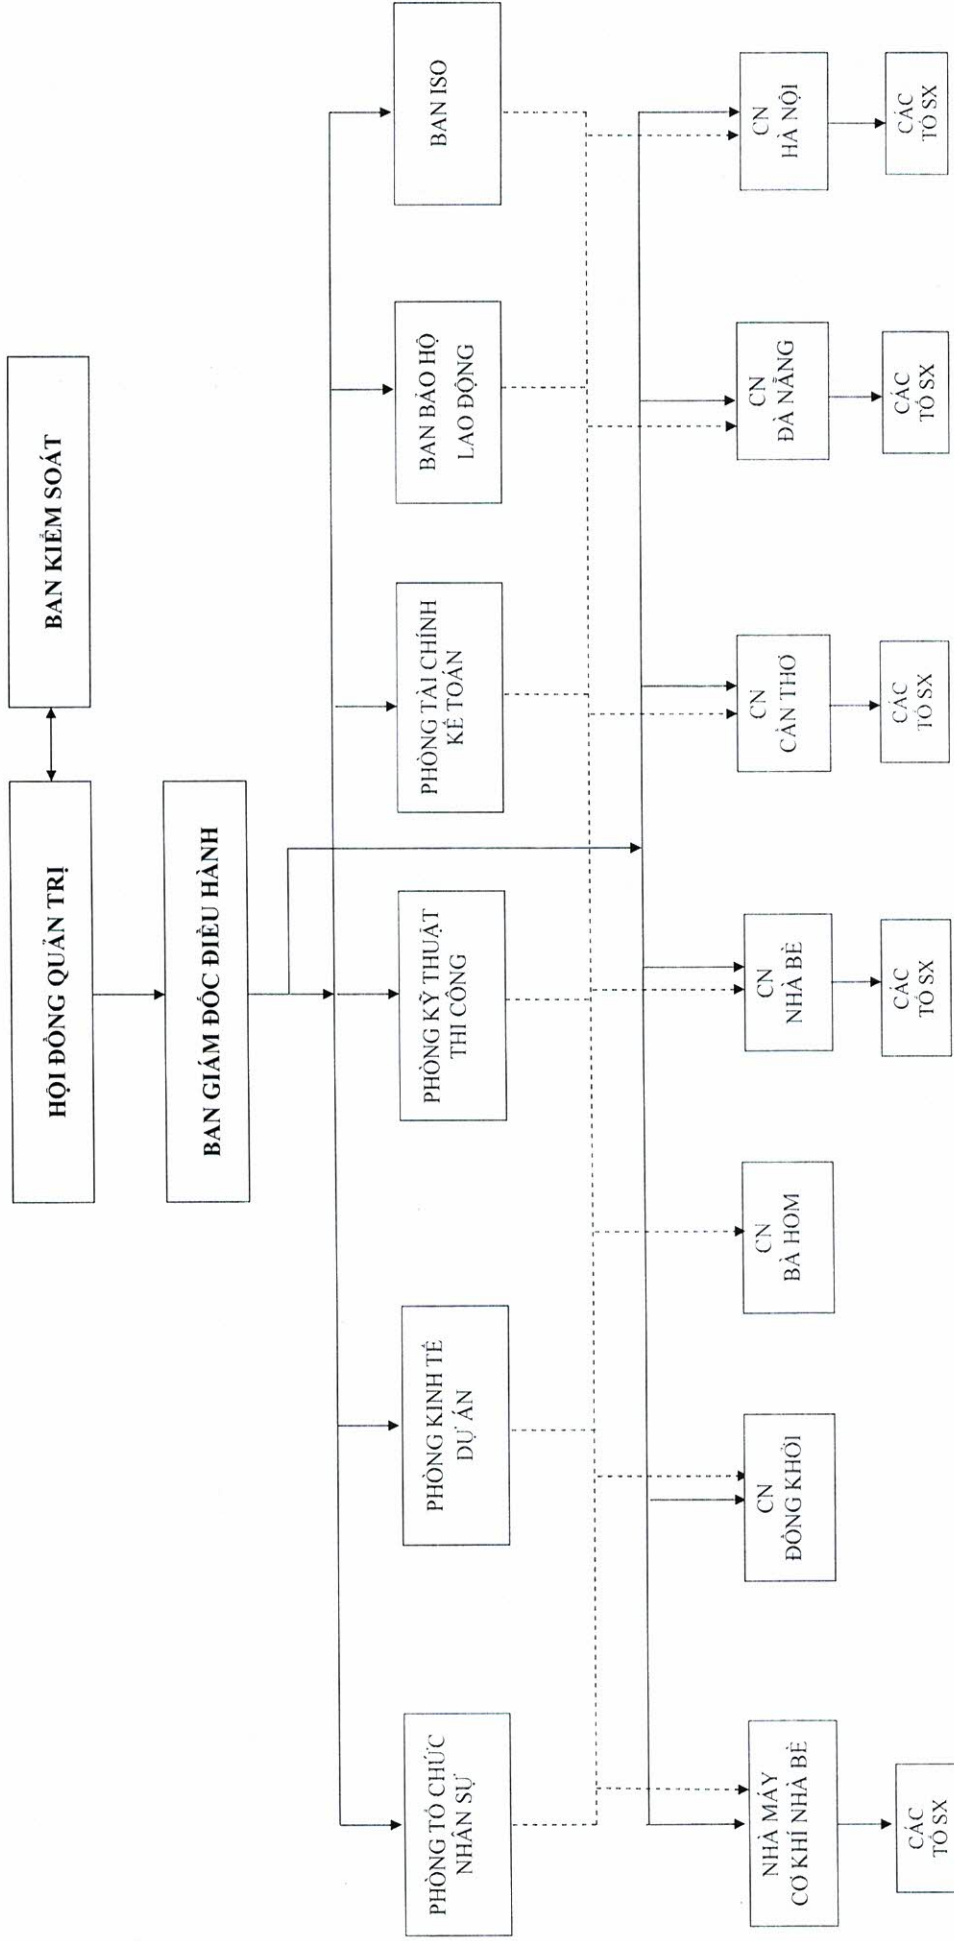 HỘI ĐỒNG QUẢN TRỊ
BAN KIỂM SOÁT
BAN GIÁM ĐỐC ĐIỀU HÀNH
PHÒNG TỔ CHỨC
NHÂN SỰ
PHÒNG KINH TẾ
DỰ ÁN
PHÒNG KỸ THUẬT
THI CÔNG
PHÒNG TÀI CHÍNH
KẾ TOÁN
BAN BẢO HỘ
LAO ĐỘNG
BAN ISO
NHÀ MÁY
CƠ KHÍ NHÀ BÈ
CN
ĐỒNG KHỞI
CN
BÀ HOM
CN
NHÀ BÈ
CN
CẦN THƠ
CN
ĐÀ NẴNG
CN
HÀ NỘI
CÁC
TỔ SX
CÁC
TỔ SX
CÁC
TỔ SX
CÁC
TỔ SX
CÁC
TỔ SX